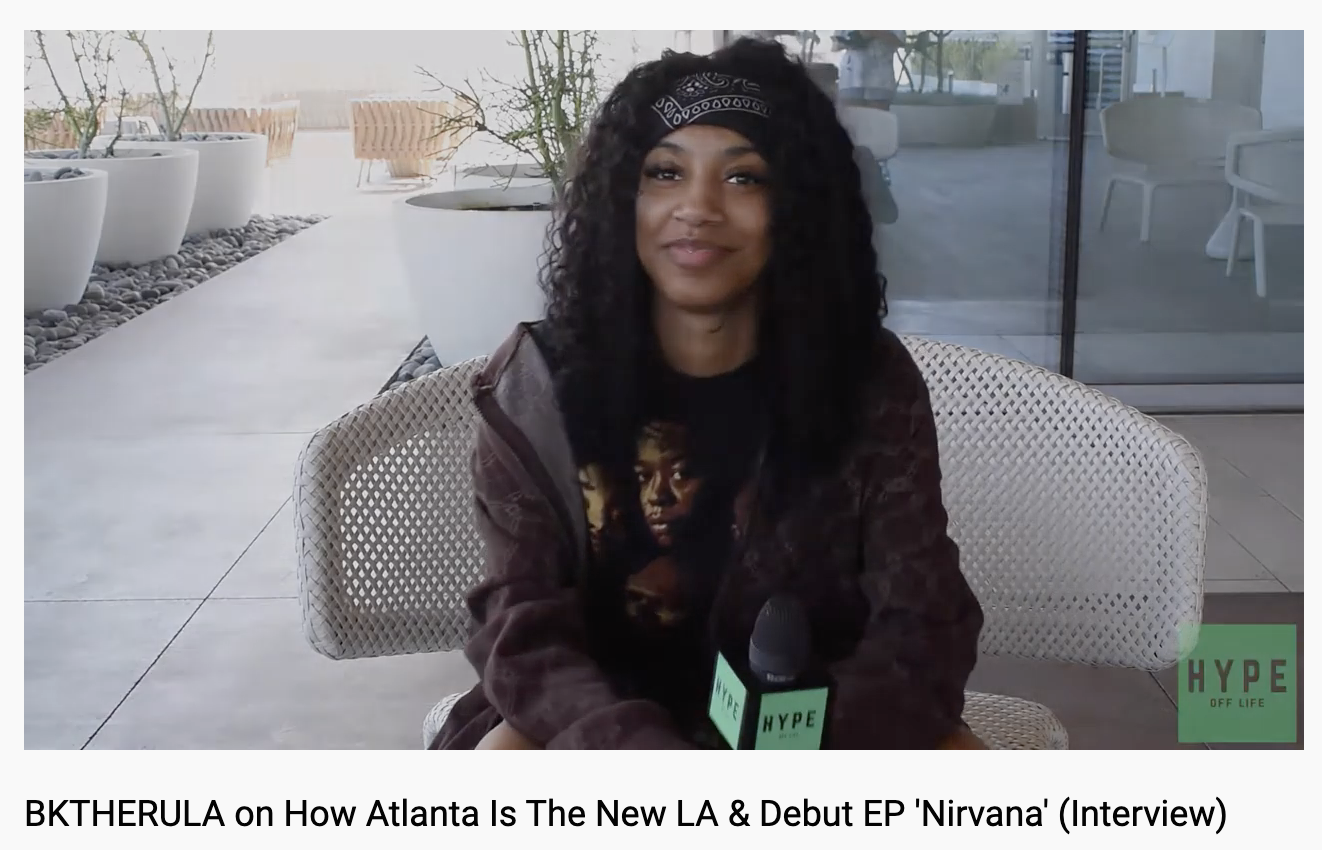 HYPE
HYPE
HYPE
OFF LIFE
BKTHERULA on How Atlanta Is The New LA & Debut EP 'Nirvana' (Interview)